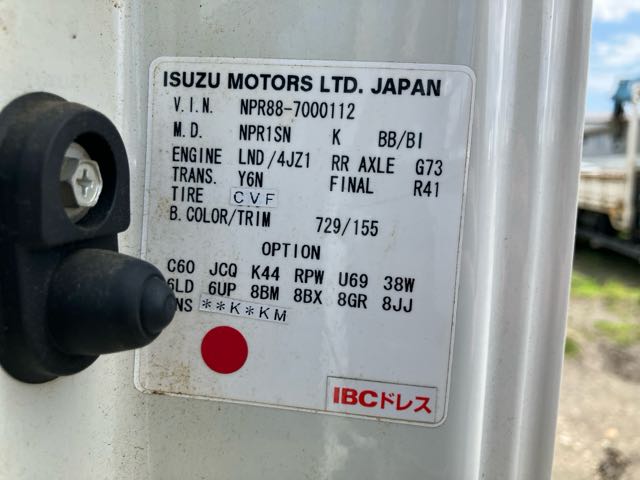 ISUZU MOTORS LTD. JAPAN
V.I.N. NPR88-7000112
M.D. NPR1SN K BB/BI
ENGINE LND/4JZ1 RR AXLE G73
TRANS. Y6N FINAL R41
TIRE CVF
B.COLOR/TRIM 729/155
OPTION
C60 JCQ K44 RPW U69 38W
6LD 6UP 8BM 8BX 8GR 8JJ
NS **K*KM
IBCドレス